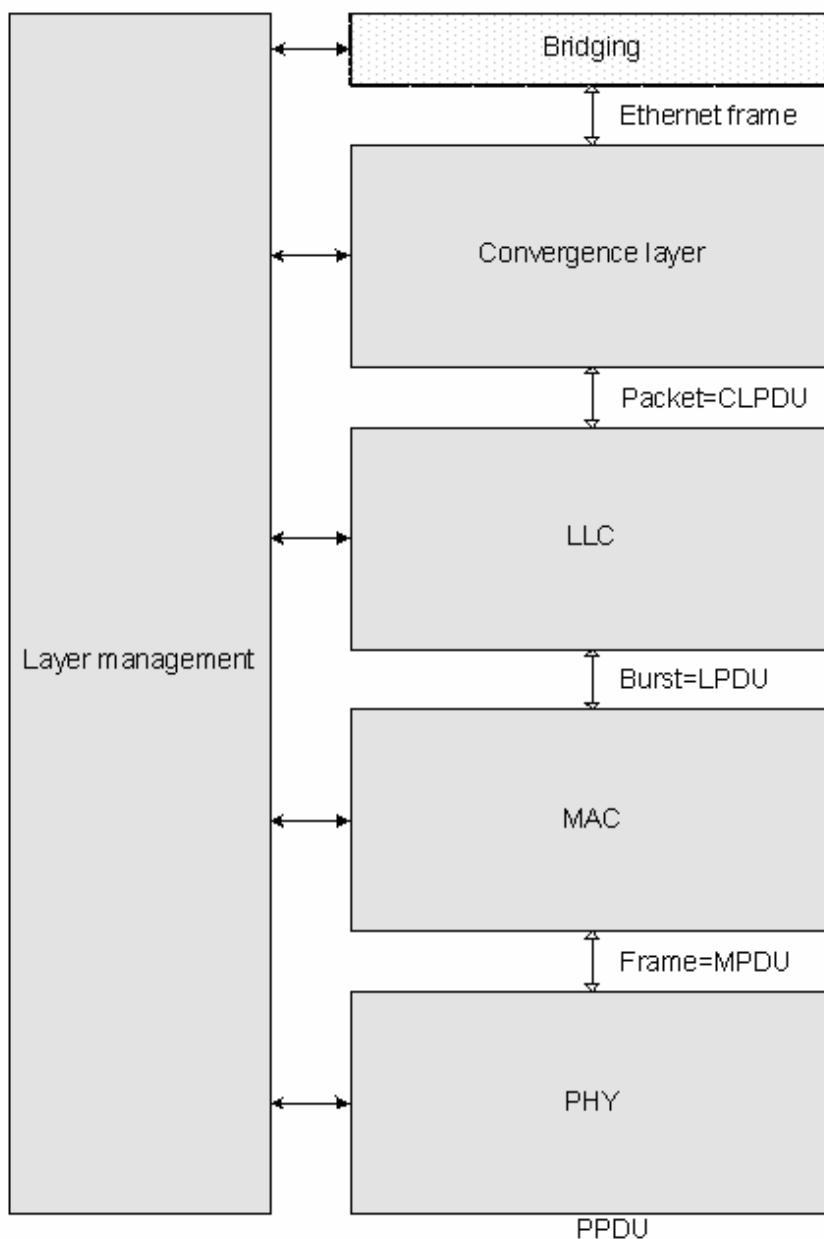 Bridging
Ethernet frame
Convergence layer
Packet=CLPDU
LLC
Burst=LPDU
Layer management
MAC
Frame=MPDU
PHY
PPDU